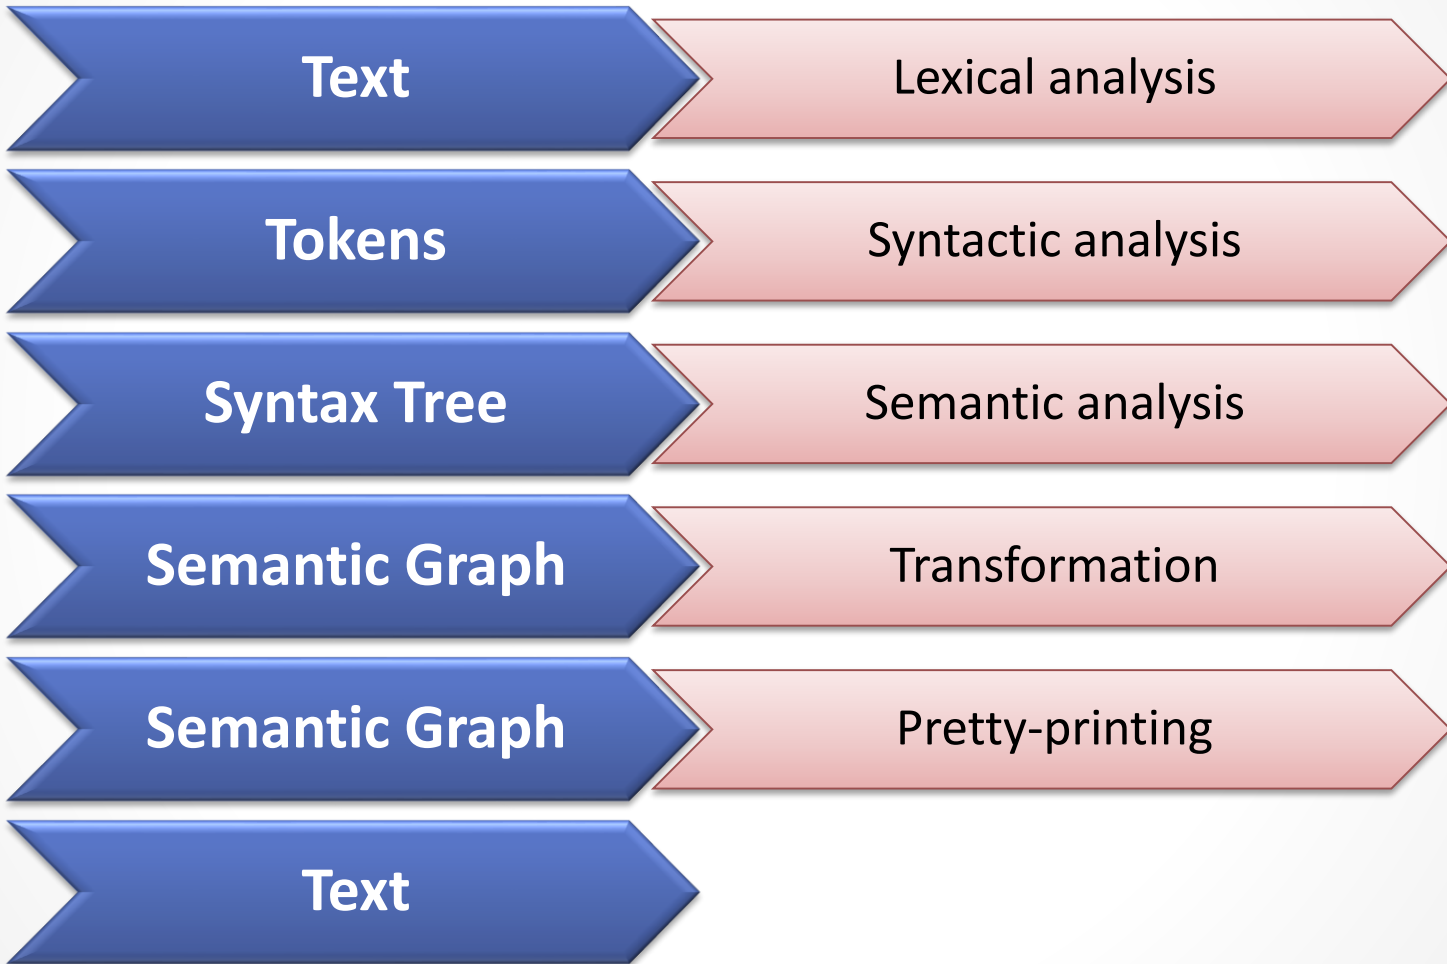 Text
Lexical analysis
Tokens
Syntactic analysis
Syntax Tree
Semantic analysis
Semantic Graph
Transformation
Semantic Graph
Pretty-printing
Text